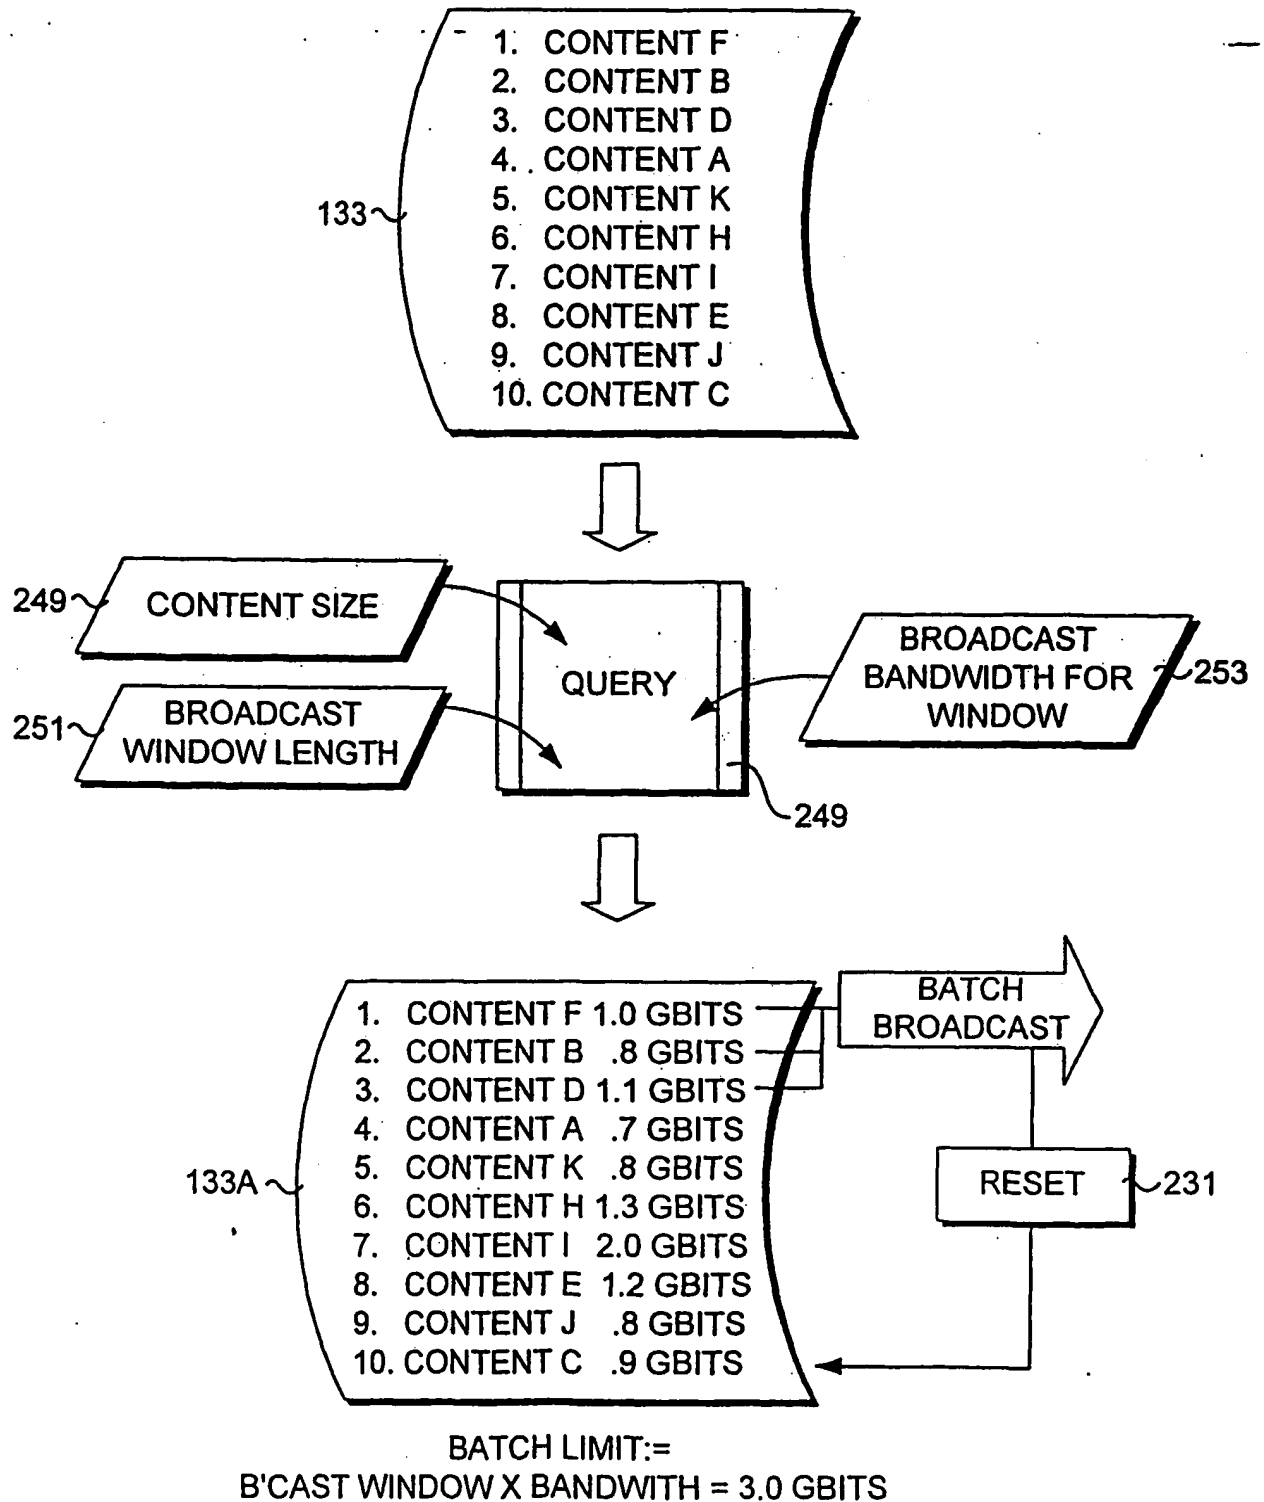 1. CONTENT F
2. CONTENT B
3. CONTENT D
4. CONTENT A
5. CONTENT K
6. CONTENT H
7. CONTENT I
8. CONTENT E
9. CONTENT J
10. CONTENT C
133
249
CONTENT SIZE
251
BROADCAST
WINDOW LENGTH
QUERY
249
BROADCAST
BANDWIDTH FOR
WINDOW
253
1. CONTENT F 1.0 GBITS
2. CONTENT B .8 GBITS
3. CONTENT D 1.1 GBITS
4. CONTENT A .7 GBITS
5. CONTENT K .8 GBITS
6. CONTENT H 1.3 GBITS
7. CONTENT I 2.0 GBITS
8. CONTENT E 1.2 GBITS
9. CONTENT J .8 GBITS
10. CONTENT C .9 GBITS
133A
BATCH
BROADCAST
RESET
231
BATCH LIMIT:=
B'CAST WINDOW X BANDWITH = 3.0 GBITS